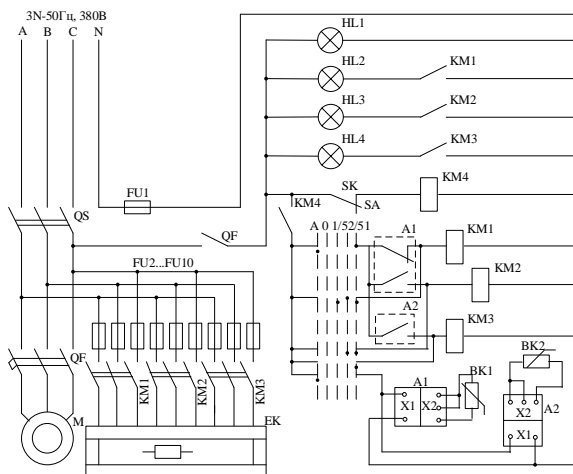 3N-50Гц, 380В
A B C N
HL1
HL2 KM1
HL3 KM2
HL4 KM3
FU1
SK
KM4
KM4
SA
QS
QF
A 0 1/52/51
A1
KM1
FU2...FU10
KM2
A2
KM3
QF
BK2
KM1
KM2
KM3
A1
BK1
X1 X2
X2 A2
X1
M
EK